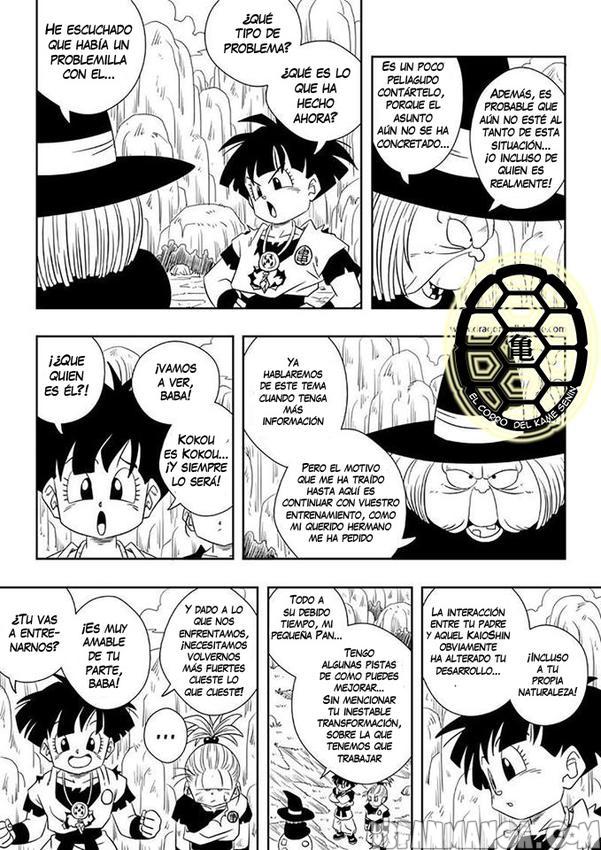 HE ESCUCHADO
QUE HABÍA UN
PROBLEMILLA
CON EL...
¿QUÉ
TIPO DE
PROBLEMA?
¿QUÉ ES LO
QUE HA
HECHO
AHORA?
ES UN POCO
PELIAGUDO
CONTÁRTELO,
PORQUE EL
ASUNTO
AÚN NO SE HA
CONCRETADO...
ADEMÁS, ES
PROBABLE QUE
AÚN NO ESTÉ AL
TANTO DE ESTA
SITUACIÓN...
¡O INCLUSO DE
QUIEN ES
REALMENTE!
亀
EL CORRO DEL KAME SENIN
¡¿QUE
QUIEN
ES ÉL?!
¡VAMOS
A VER,
BABA!
KOKOU
ES KOKOU...
¡Y SIEMPRE
LO SERÁ!
YA
HABLAREMOS
DE ESTE TEMA
CUANDO TENGA
MÁS
INFORMACIÓN
PERO EL MOTIVO
QUE ME HA TRAÍDO
HASTA AQUÍ ES
CONTINUAR CON VUESTRO
ENTRENAMIENTO, COMO
MI QUERIDO HERMANO
ME HA PEDIDO
¿TU VAS
A ENTRE-
NARNOS?
¡ES MUY
AMABLE
DE TU
PARTE,
BABA!
Y DADO A LO
QUE NOS
ENFRENTAMOS,
¡NECESITAMOS
VOLVERNOS
MÁS FUERTES
CUESTE LO
QUE CUESTE!
...
TODO A
SU DEBIDO
TIEMPO, MI
PEQUEÑA PAN...
TENGO
ALGUNAS PISTAS
DE COMO PUEDES
MEJORAR...
SIN MENCIONAR
TU INESTABLE
TRANSFORMACIÓN,
SOBRE LA QUE
TENEMOS QUE
TRABAJAR
LA INTERACCIÓN
ENTRE TU PADRE
Y AQUEL KAIOSHIN
OBVIAMENTE
HA ALTERADO TU
DESARROLLO...
¡INCLUSO A
TU PROPIA
NATURALEZA!